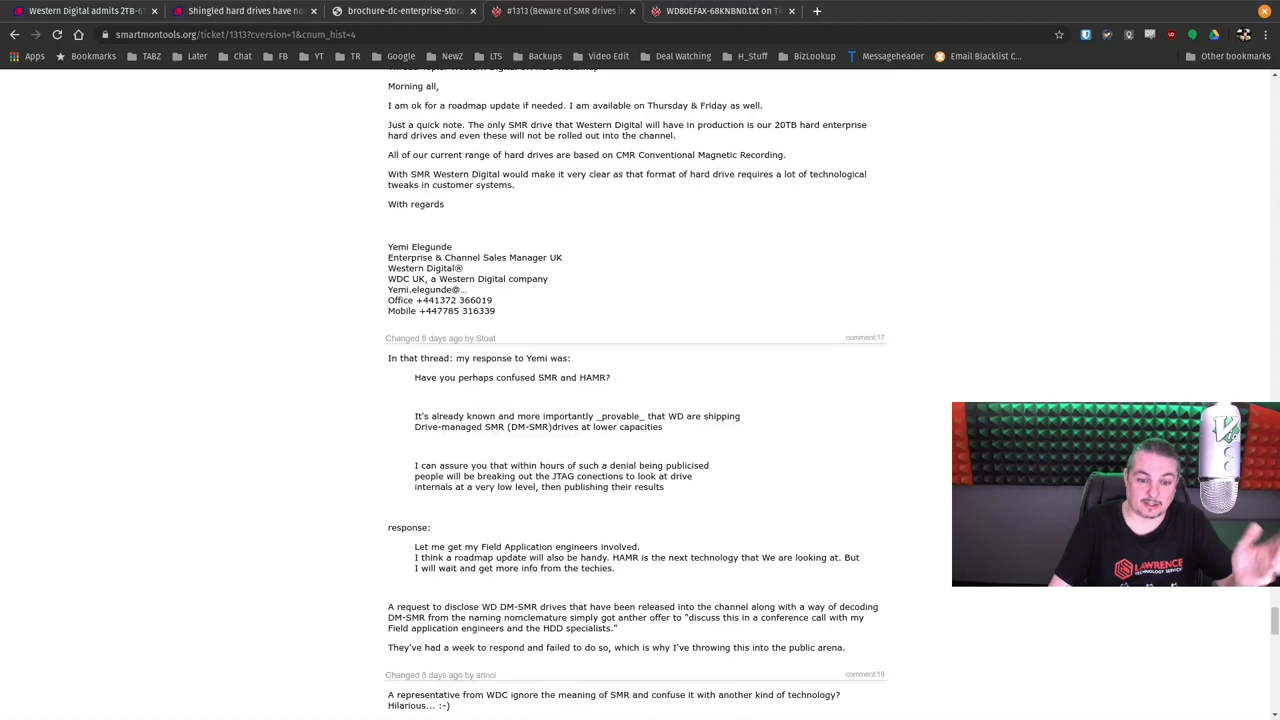 Western Digital admits 2TB-6T
Shingled hard drives have no
brochure-dc-enterprise-stora
#1313 (Beware of SMR drives i
WD80EFAX-68KNBN0.txt on T
smartmontools.org/ticket/1313?cversion=1&cnum_hist=4
Apps Bookmarks TABZ Later Chat FB YT TR Google NewZ LTS Backups Video Edit Deal Watching H_Stuff BizLookup Messageheader Email Blacklist C... Other bookmarks
Morning all,
I am ok for a roadmap update if needed. I am available on Thursday & Friday as well.
Just a quick note. The only SMR drive that Western Digital will have in production is our 20TB hard enterprise
hard drives and even these will not be rolled out into the channel.
All of our current range of hard drives are based on CMR Conventional Magnetic Recording.
With SMR Western Digital would make it very clear as that format of hard drive requires a lot of technological
tweaks in customer systems.
With regards
Yemi Elegunde
Enterprise & Channel Sales Manager UK
Western Digital®
WDC UK, a Western Digital company
Yemi.elegunde@...
Office +441372 366019
Mobile +447785 316339
Changed 8 days ago by Stoat comment:17
In that thread: my response to Yemi was:
Have you perhaps confused SMR and HAMR?
It's already known and more importantly _provable_ that WD are shipping
Drive-managed SMR (DM-SMR)drives at lower capacities
I can assure you that within hours of such a denial being publicised
people will be breaking out the JTAG conections to look at drive
internals at a very low level, then publishing their results
response:
Let me get my Field Application engineers involved.
I think a roadmap update will also be handy. HAMR is the next technology that We are looking at. But
I will wait and get more info from the techies.
A request to disclose WD DM-SMR drives that have been released into the channel along with a way of decoding
DM-SMR from the naming nomclemature simply got anther offer to "discuss this in a conference call with my
Field application engineers and the HDD specialists."
They've had a week to respond and failed to do so, which is why I've throwing this into the public arena.
Changed 8 days ago by arinci comment:18
A representative from WDC ignore the meaning of SMR and confuse it with another kind of technology?
Hilarious... :-)
LAWRENCE
TECHNOLOGY SERVICES